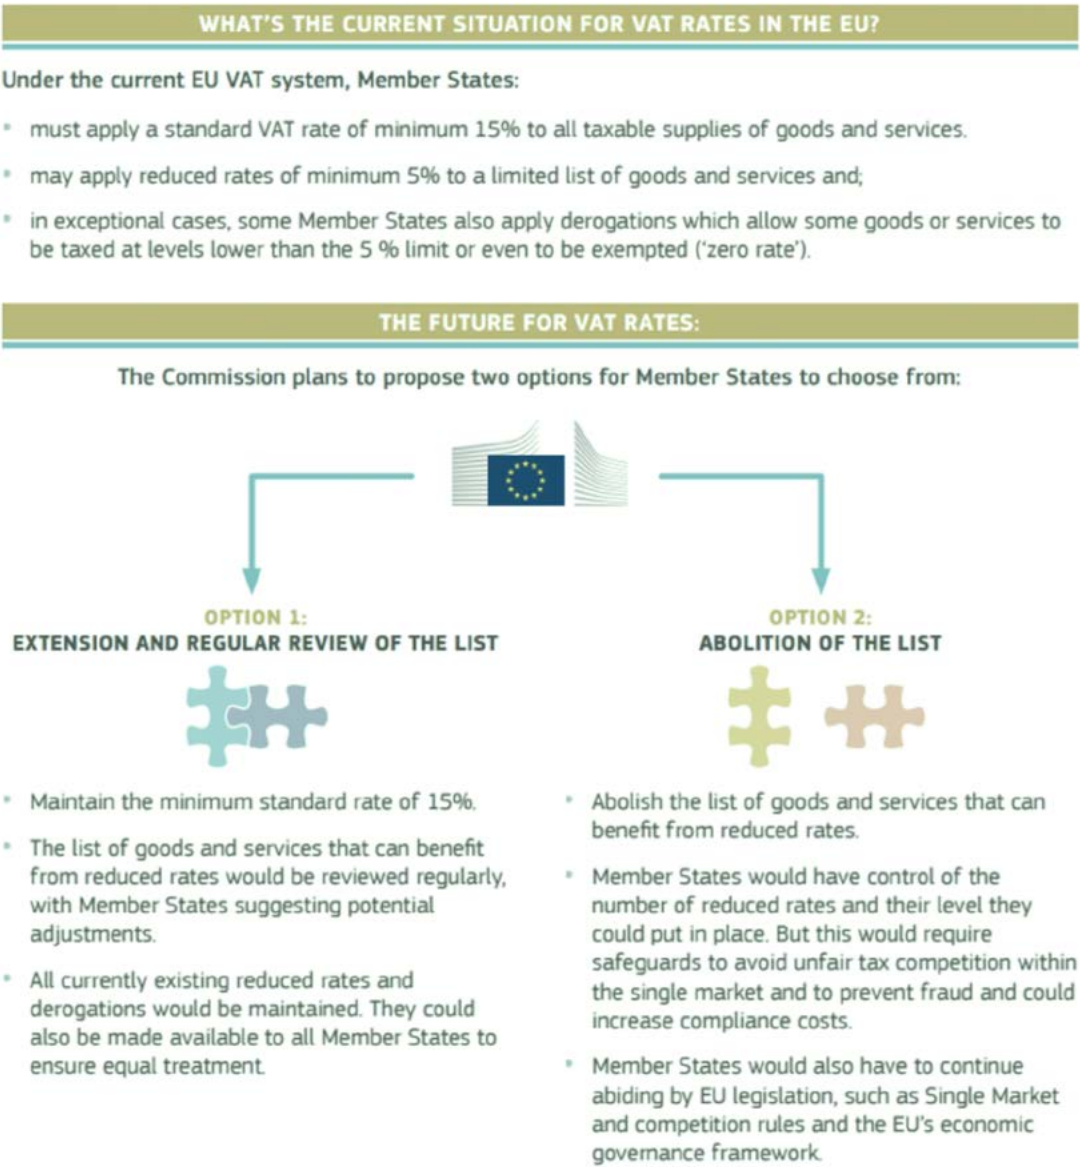 WHAT'S THE CURRENT SITUATION FOR VAT RATES IN THE EU?
Under the current EU VAT system, Member States:
• must apply a standard VAT rate of minimum 15% to all taxable supplies of goods and services.
• may apply reduced rates of minimum 5% to a limited list of goods and services and;
• in exceptional cases, some Member States also apply derogations which allow some goods or services to
be taxed at levels lower than the 5 % limit or even to be exempted ('zero rate').
THE FUTURE FOR VAT RATES:
The Commission plans to propose two options for Member States to choose from:
OPTION 1:
EXTENSION AND REGULAR REVIEW OF THE LIST
• Maintain the minimum standard rate of 15%.
• The list of goods and services that can benefit
from reduced rates would be reviewed regularly,
with Member States suggesting potential
adjustments.
• All currently existing reduced rates and
derogations would be maintained. They could
also be made available to all Member States to
ensure equal treatment.
OPTION 2:
ABOLITION OF THE LIST
• Abolish the list of goods and services that can
benefit from reduced rates.
• Member States would have control of the
number of reduced rates and their level they
could put in place. But this would require
safeguards to avoid unfair tax competition within
the single market and to prevent fraud and could
increase compliance costs.
• Member States would also have to continue
abiding by EU legislation, such as Single Market
and competition rules and the EU's economic
governance framework.